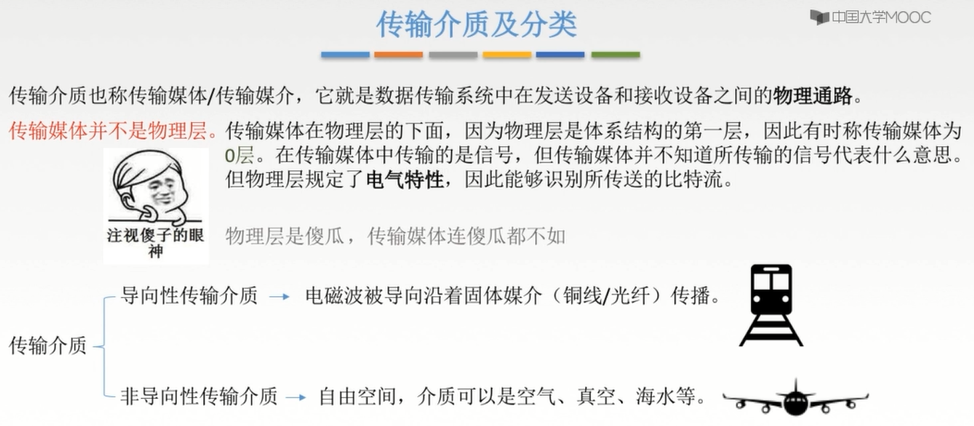 传输介质及分类
中国大学MOOC
传输介质也称传输媒体/传输媒介，它就是数据传输系统中在发送设备和接收设备之间的物理通路。
传输媒体并不是物理层。传输媒体在物理层的下面，因为物理层是体系结构的第一层，因此有时称传输媒体为
0层。在传输媒体中传输的是信号，但传输媒体并不知道所传输的信号代表什么意思。
但物理层规定了电气特性，因此能够识别所传送的比特流。
注视傻子的眼
神
物理层是傻瓜，传输媒体连傻瓜都不如
导向性传输介质
电磁波被导向沿着固体媒介（铜线/光纤）传播。
传输介质
非导向性传输介质
自由空间，介质可以是空气、真空、海水等。